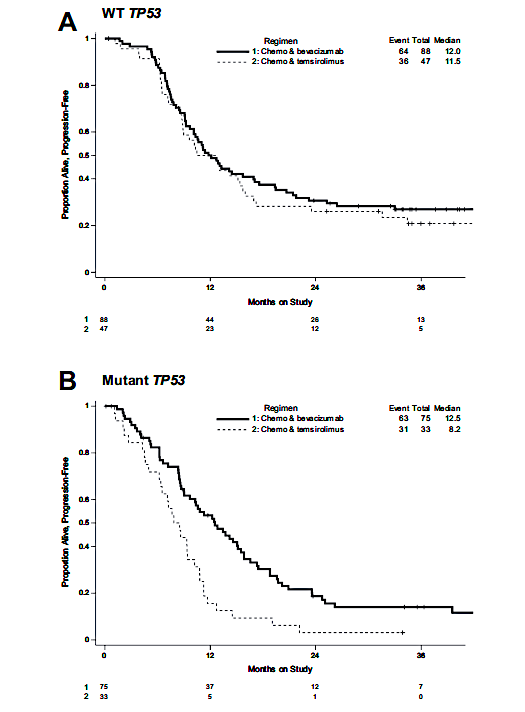 A WT TP53
Regimen Event Total Median
1: Chemo & bevacizumab 64 88 12.0
2: Chemo & temsirolimus 36 47 11.5
Proportion Alive, Progression-Free
1
0.8
0.6
0.5
0.4
0.2
0
0 12 24 36
Months on Study
1 88 44 26 13
2 47 23 12 5
B Mutant TP53
Regimen Event Total Median
1: Chemo & bevacizumab 63 75 12.5
2: Chemo & temsirolimus 31 33 8.2
Proportion Alive, Progression-Free
1
0.8
0.6
0.5
0.4
0.2
0
0 12 24 36
Months on Study
1 75 37 12 7
2 33 5 1 0